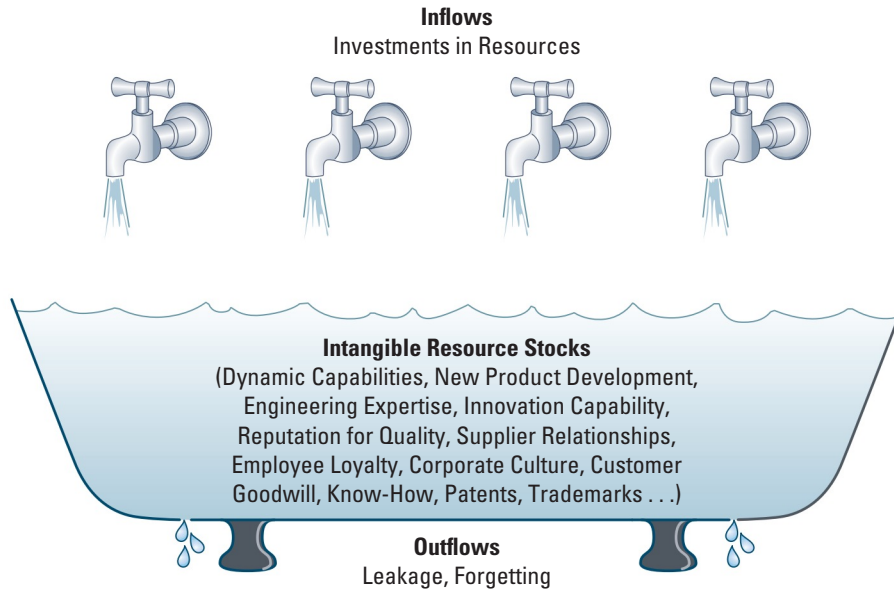 Inflows
Investments in Resources
Intangible Resource Stocks
(Dynamic Capabilities, New Product Development,
Engineering Expertise, Innovation Capability,
Reputation for Quality, Supplier Relationships,
Employee Loyalty, Corporate Culture, Customer
Goodwill, Know-How, Patents, Trademarks . . .)
Outflows
Leakage, Forgetting